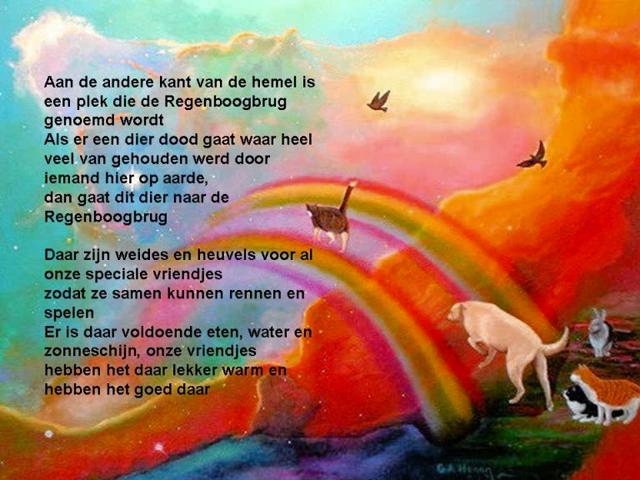 Aan de andere kant van de hemel is
een plek die de Regenboogbrug
genoemd wordt
Als er een dier dood gaat waar heel
veel van gehouden werd door
iemand hier op aarde,
dan gaat dit dier naar de
Regenboogbrug
Daar zijn weides en heuvels voor al
onze speciale vriendjes
zodat ze samen kunnen rennen en
spelen
Er is daar voldoende eten, water en
zonneschijn, onze vriendjes
hebben het daar lekker warm en
hebben het goed daar